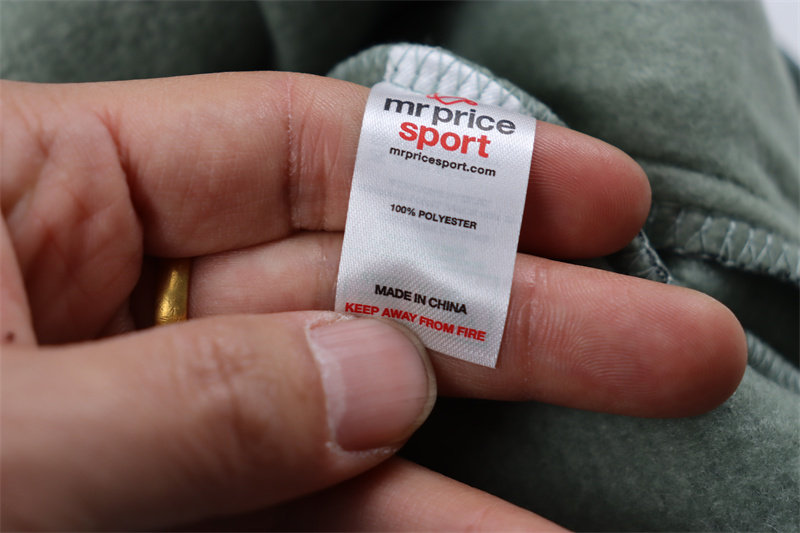 mr price
sport
mrpricesport.com
100% POLYESTER
MADE IN CHINA
KEEP AWAY FROM FIRE